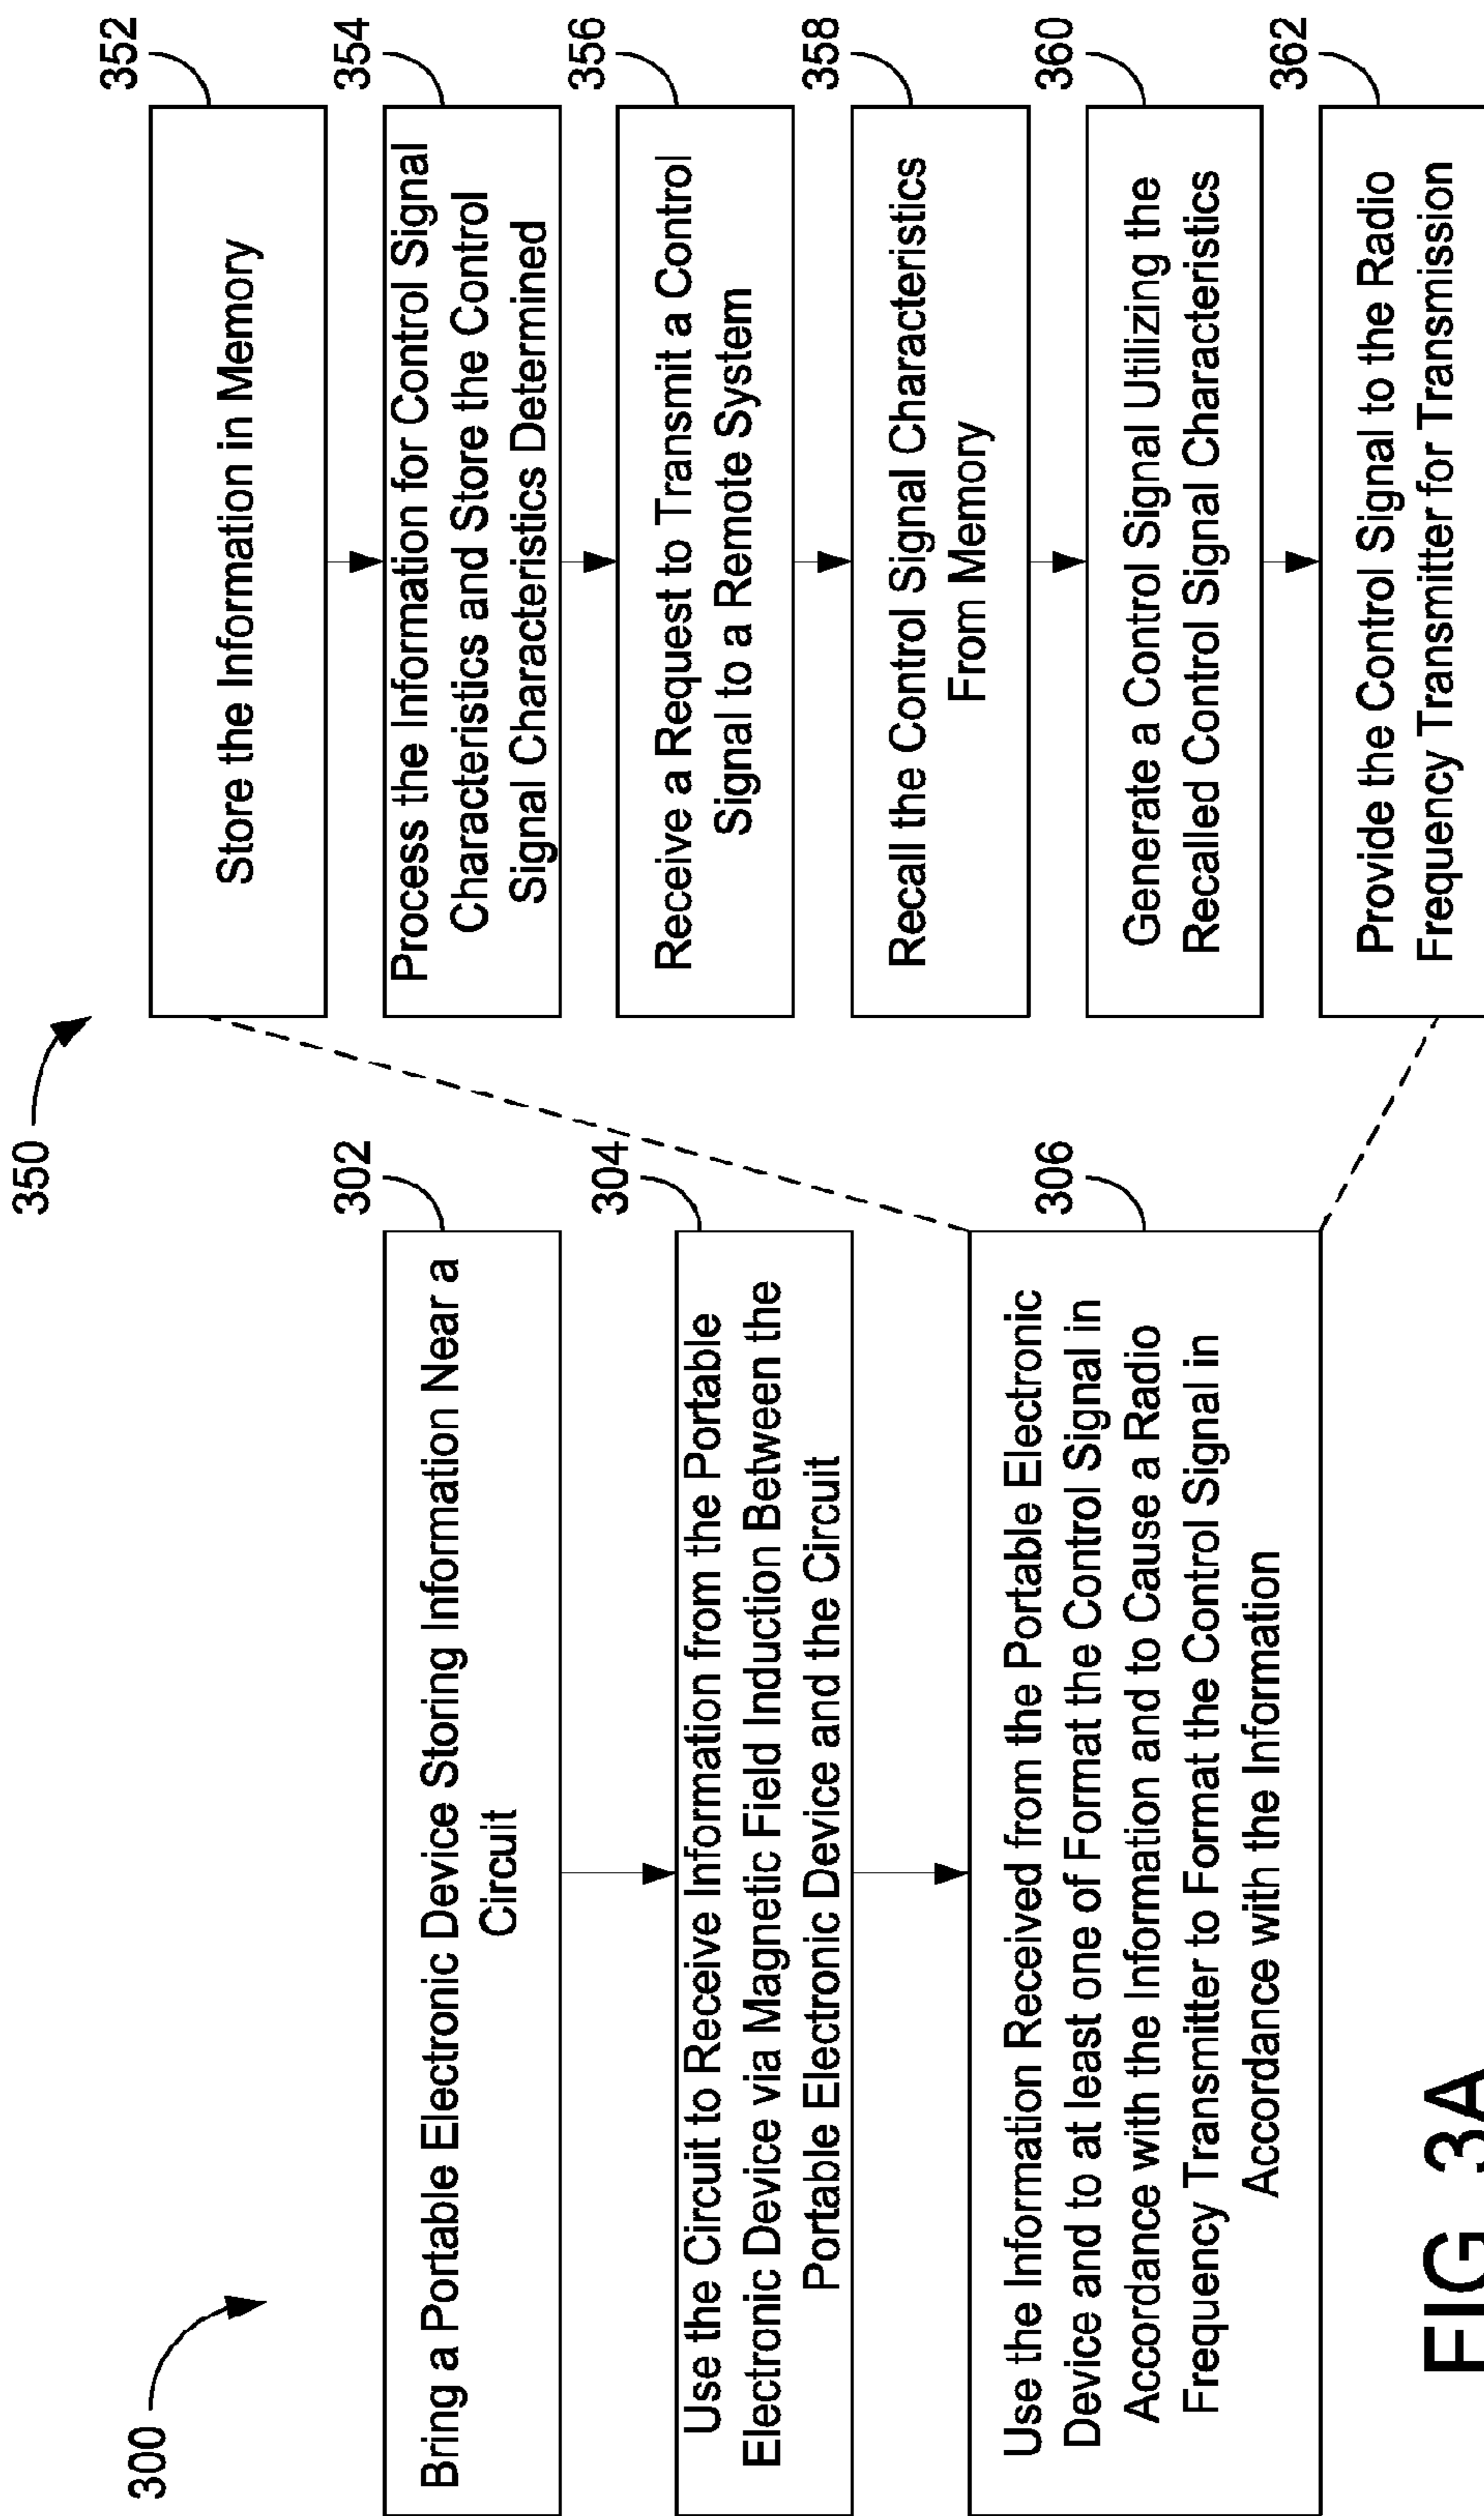 300
302
Bring a Portable Electronic Device Storing Information Near a
Circuit
304
Use the Circuit to Receive Information from the Portable
Electronic Device via Magnetic Field Induction Between the
Portable Electronic Device and the Circuit
306
Use the Information Received from the Portable Electronic
Device and to at least one of Format the Control Signal in
Accordance with the Information and to Cause a Radio
Frequency Transmitter to Format the Control Signal in
Accordance with the Information
350
352
Store the Information in Memory
354
Process the Information for Control Signal
Characteristics and Store the Control
Signal Characteristics Determined
356
Receive a Request to Transmit a Control
Signal to a Remote System
358
Recall the Control Signal Characteristics
From Memory
360
Generate a Control Signal Utilizing the
Recalled Control Signal Characteristics
362
Provide the Control Signal to the Radio
Frequency Transmitter for Transmission
FIG 3A